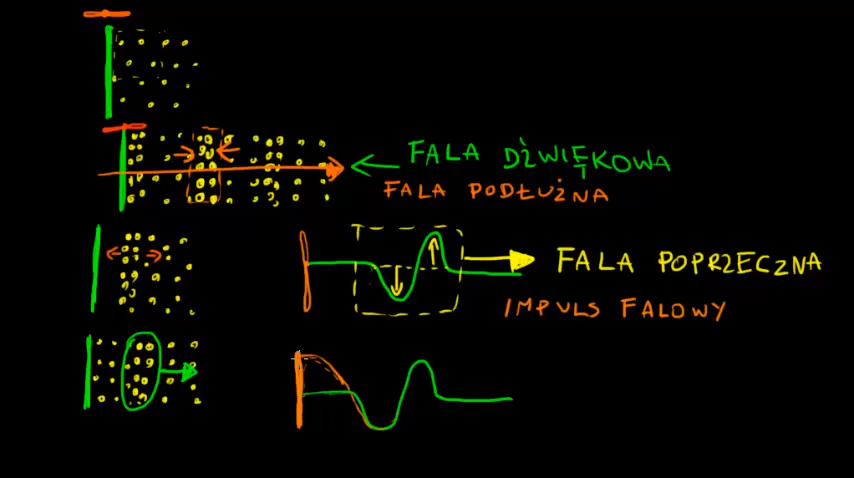 FALA DŹWIĘKOWA
FALA PODŁUŻNA
FALA POPRZECZNA
IMPULS FALOWY